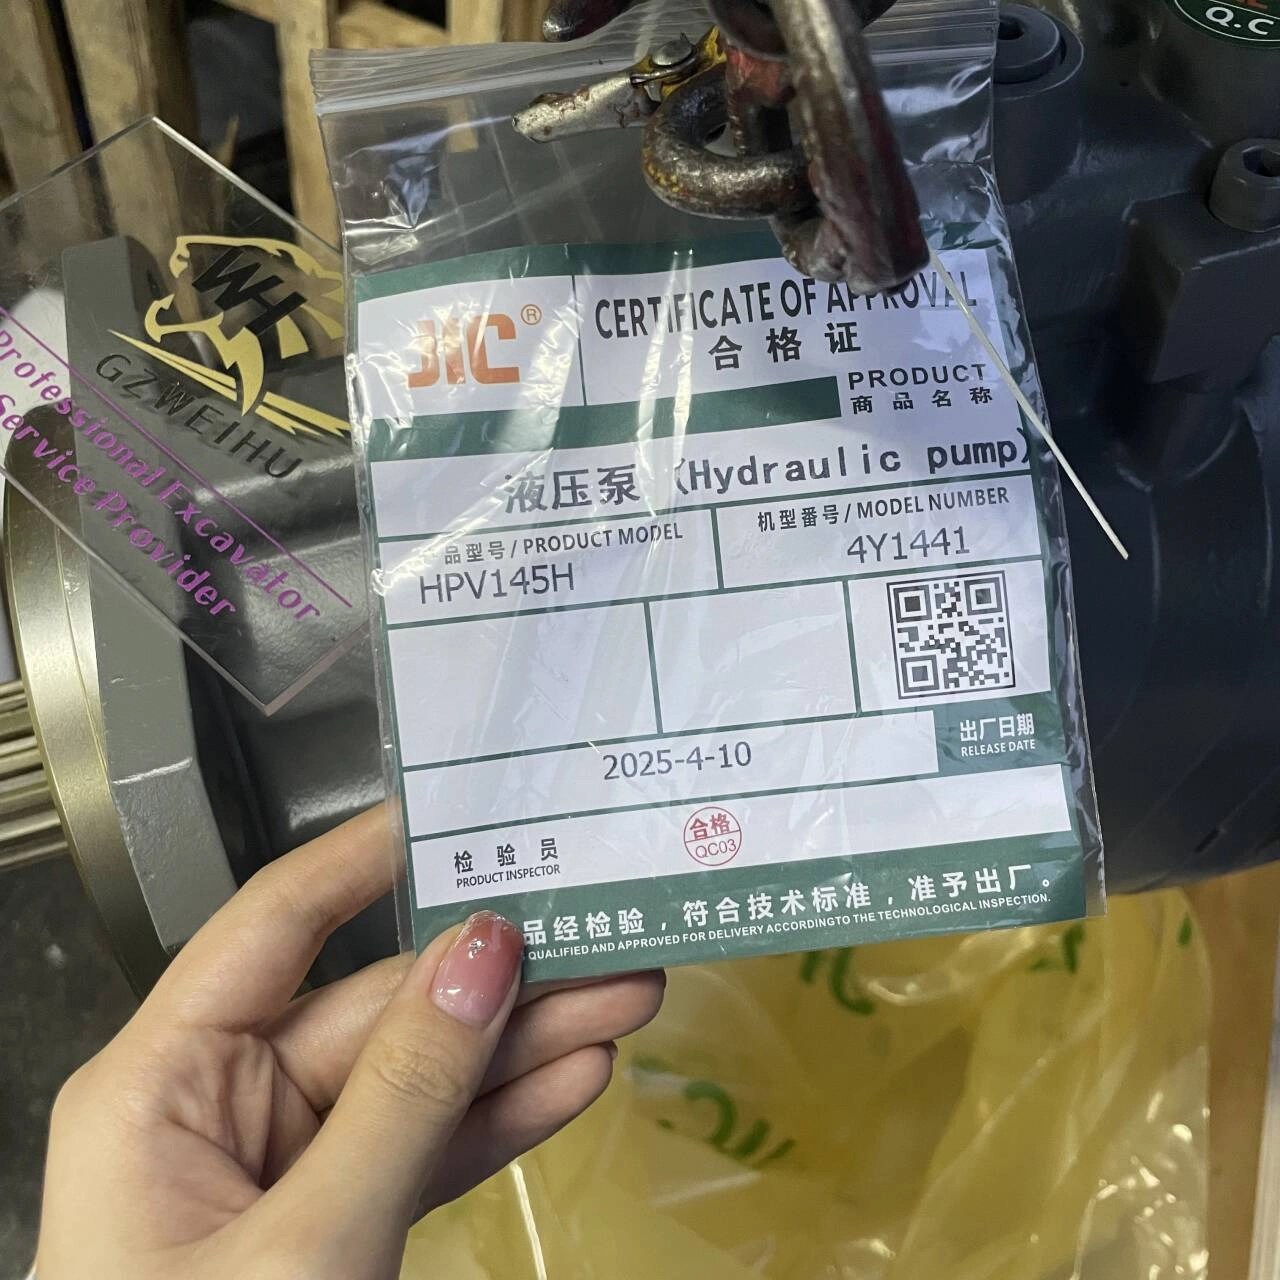 Q.C
WH
GZWEIHU
Professional Excavator
Service Provider
JIC®
CERTIFICATE OF APPROVAL
合格证
PRODUCT
商品名称
液压泵 (Hydraulic pump)
品型号/PRODUCT MODEL
机型番号/MODEL NUMBER
HPV145H
4Y1441
2025-4-10
出厂日期
RELEASE DATE
检验员
PRODUCT INSPECTOR
合格
QC03
品经检验，符合技术标准，准予出厂。
QUALIFIED AND APPROVED FOR DELIVERY ACCORDINGTO THE TECHNOLOGICAL INSPECTION.
JIC